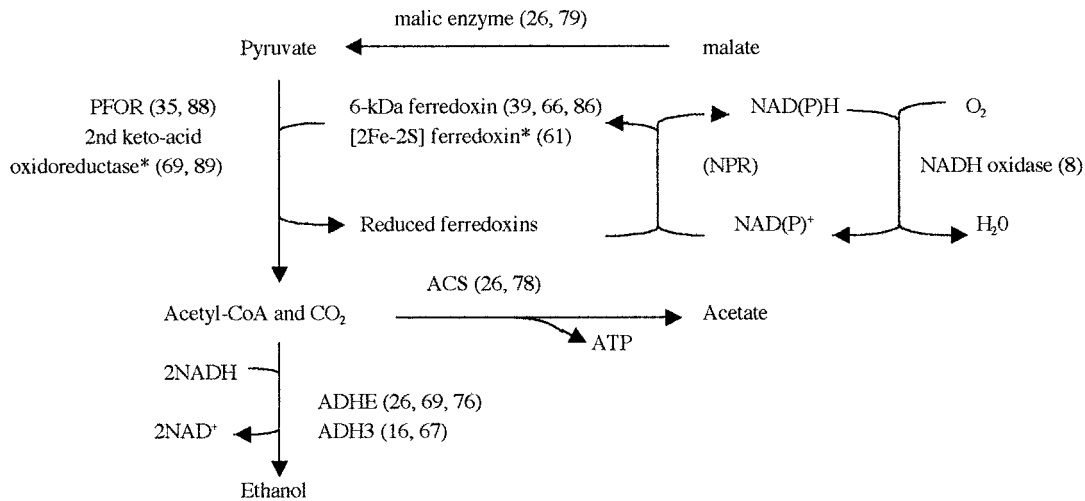 malic enzyme (26, 79)
Pyruvate
malate
PFOR (35, 88)
2nd keto-acid
oxidoreductase* (69, 89)
6-kDa ferredoxin (39, 66, 86)
[2Fe-2S] ferredoxin* (61)
NAD(P)H
O₂
(NPR)
NADH oxidase (8)
Reduced ferredoxins
NAD(P)⁺
H₂0
ACS (26, 78)
Acetyl-CoA and CO₂
Acetate
ATP
2NADH
ADHE (26, 69, 76)
2NAD⁺
ADH3 (16, 67)
Ethanol